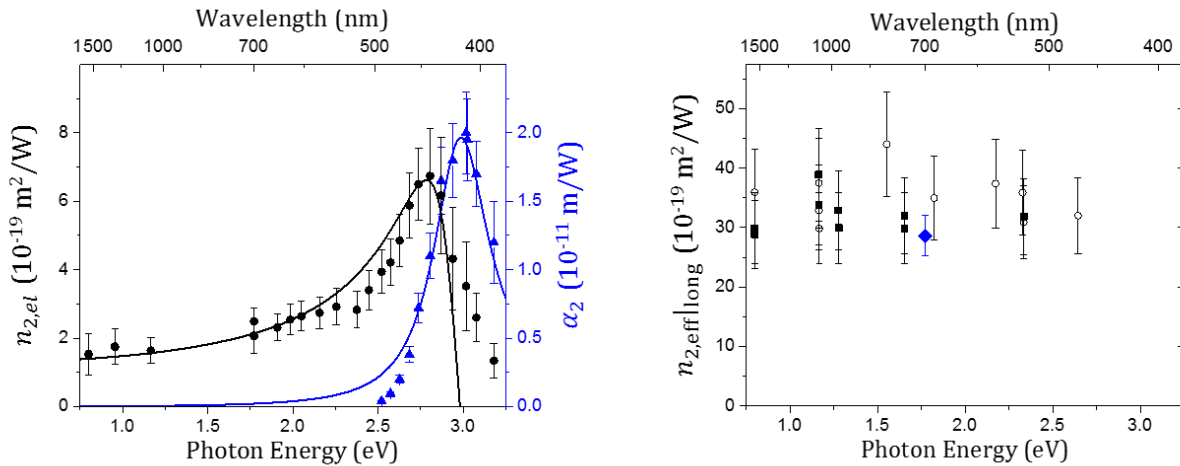 Wavelength (nm)
1500 1000 700 500 400
8
6
4
2
0
n2,el (10-19 m2/W)
2.0
1.5
1.0
0.5
0.0
α2 (10-11 m/W)
1.0 1.5 2.0 2.5 3.0
Photon Energy (eV)
Wavelength (nm)
1500 1000 700 500 400
50
40
30
20
10
0
n2,eff|long (10-19 m2/W)
1.0 1.5 2.0 2.5 3.0
Photon Energy (eV)